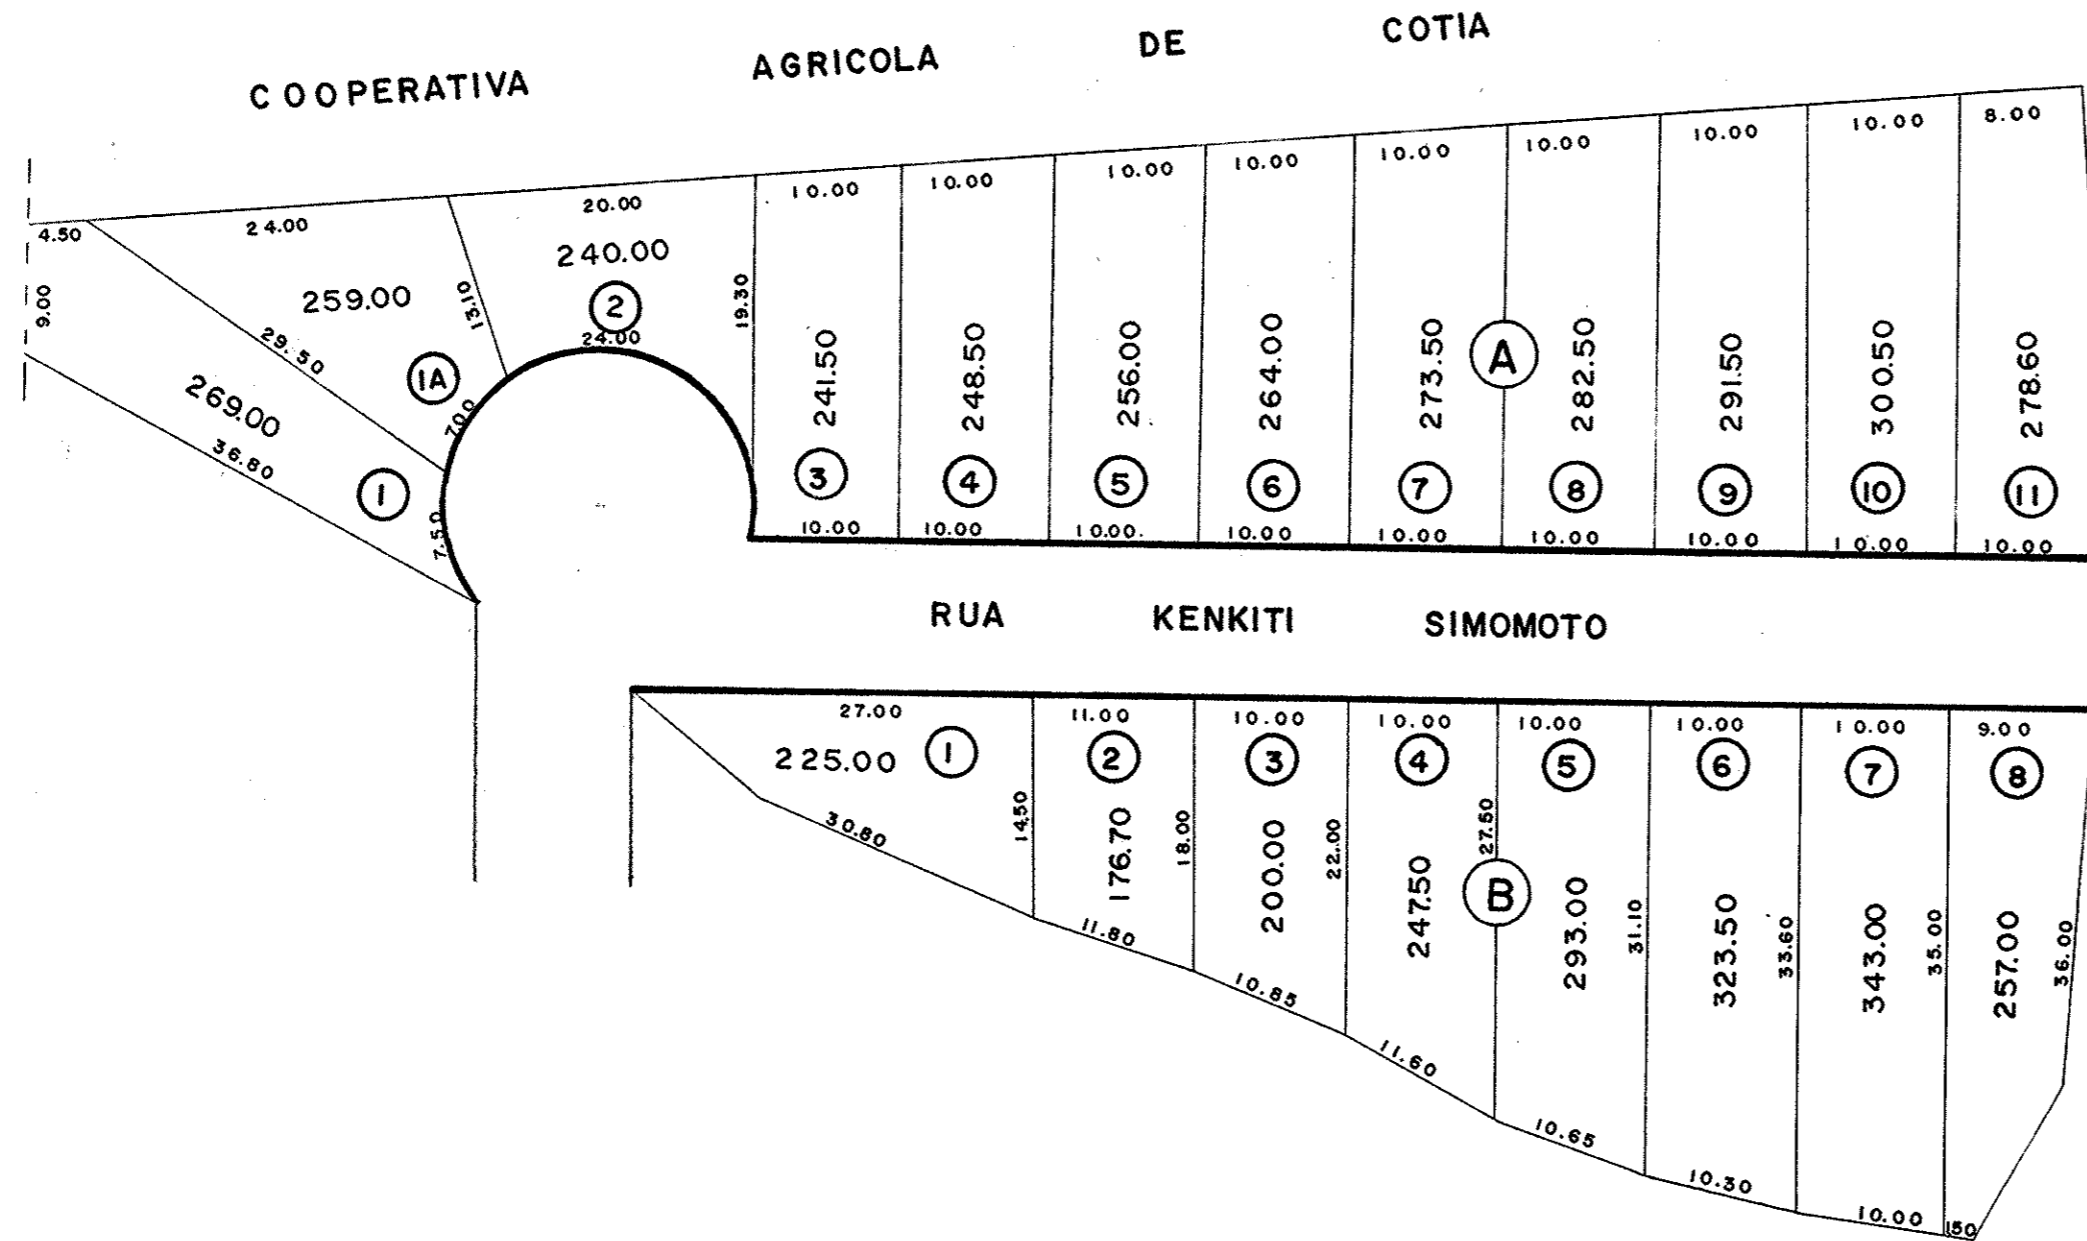 COOPERATIVA AGRICOLA DE COTIA
4.50 24.00 20.00 10.00 10.00 10.00 10.00 10.00 10.00 10.00 10.00 8.00
9.00 29.50 13.10 19.30
259.00 240.00
269.00 36.80
1 1A 2
7.50 7.00 24.00
241.50 248.50 256.00 264.00 273.50 A 282.50 291.50 300.50 278.60
3 4 5 6 7 8 9 10 11
10.00 10.00 10.00. 10.00 10.00 10.00 10.00 10.00 10.00
RUA KENKITI SIMOMOTO
27.00 11.00 10.00 10.00 10.00 10.00 10.00 9.00
225.00 1 2 3 4 5 6 7 8
14.50 18.00 22.00 27.50 31.10 33.60 35.00 36.00
176.70 200.00 247.50 B 293.00 323.50 343.00 257.00
30.80 11.80 10.85 11.60 10.65 10.30 10.00 1.50